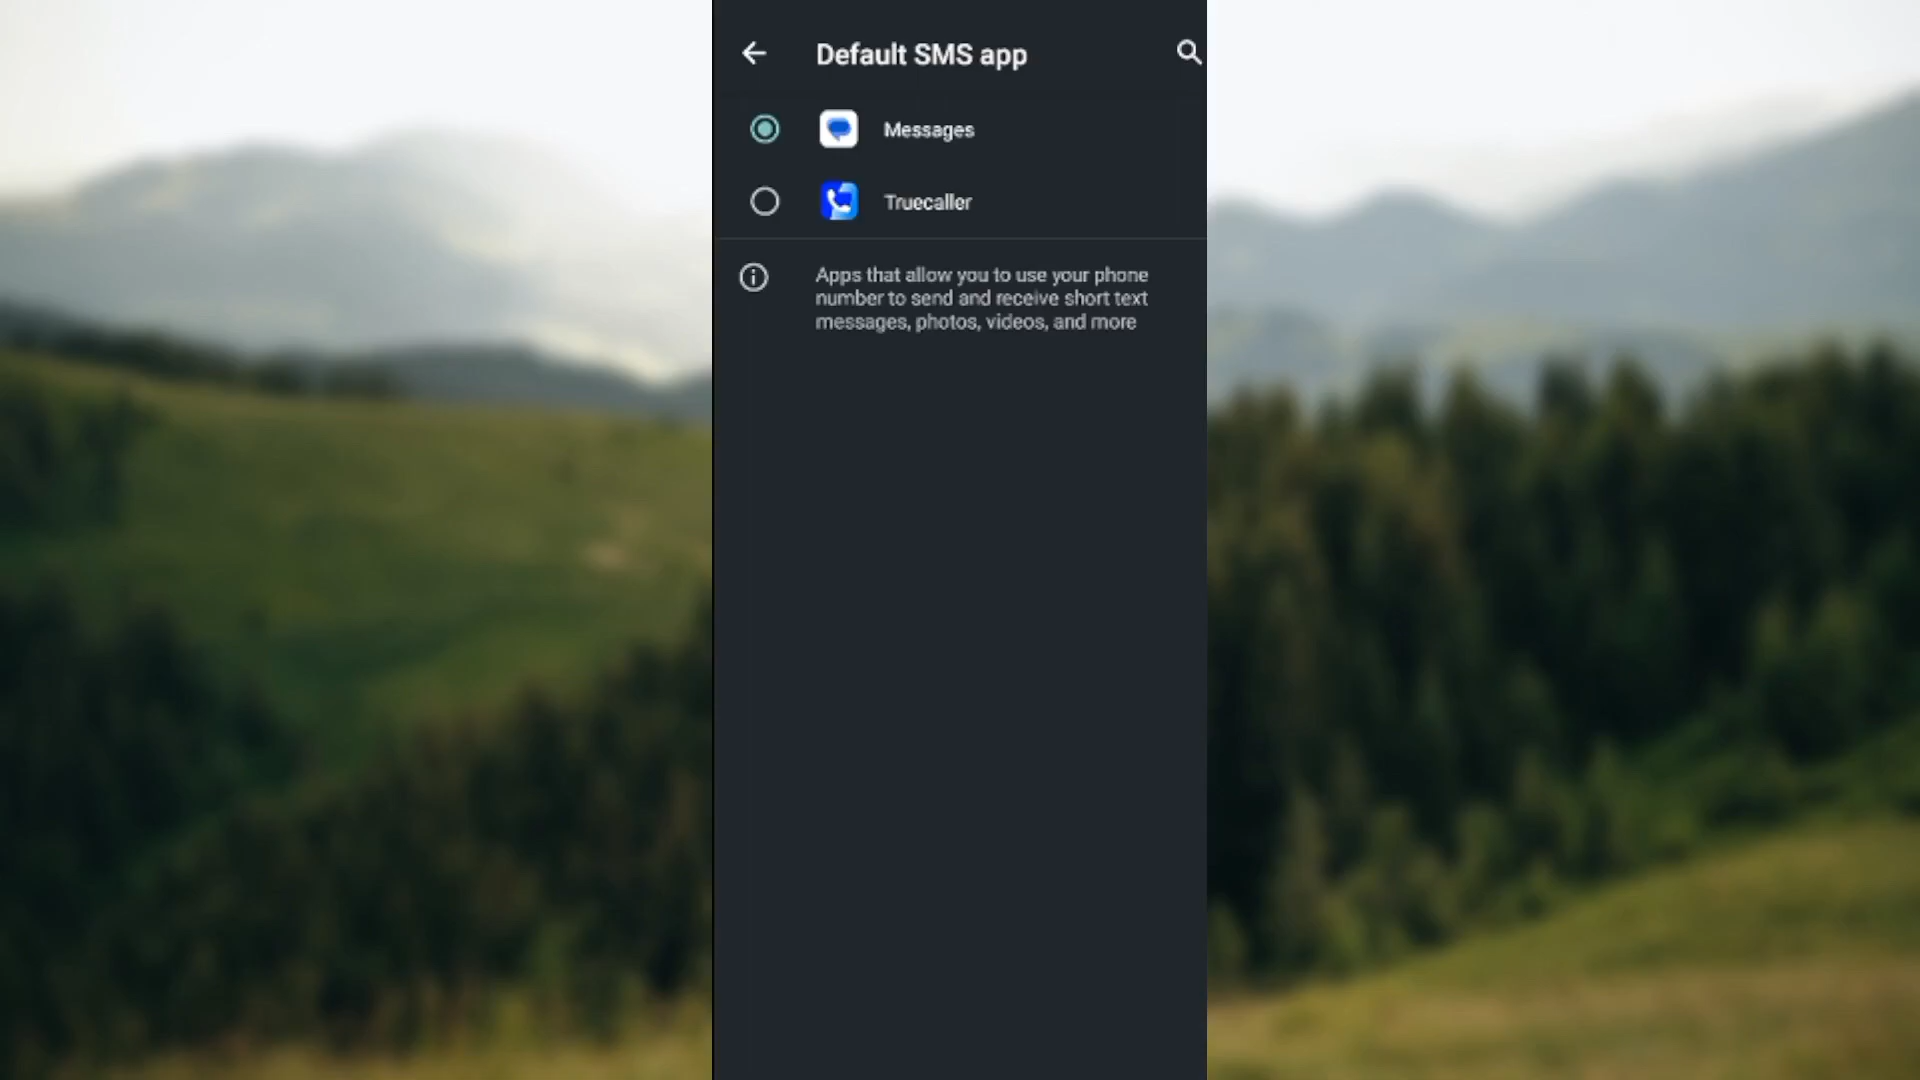 Default SMS app
Messages
Truecaller
Apps that allow you to use your phone
number to send and receive short text
messages, photos, videos, and more